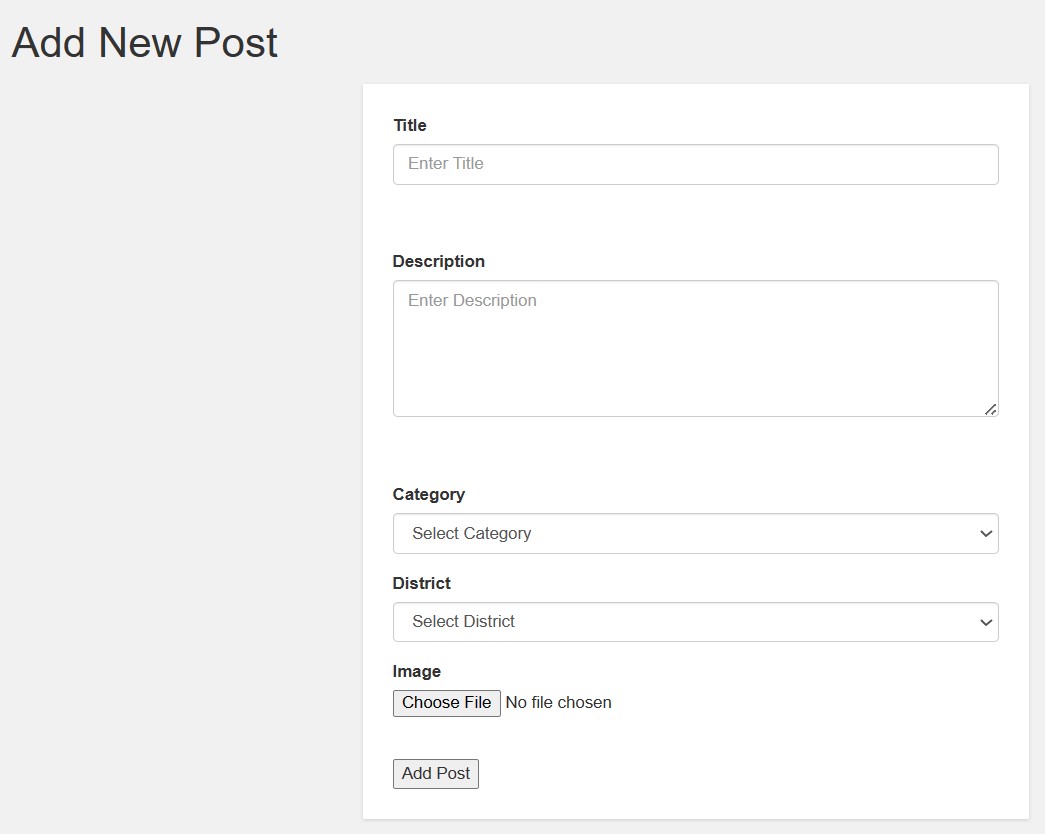 Add New Post
Title
Enter Title
Description
Enter Description
Category
Select Category
District
Select District
Image
Choose File No file chosen
Add Post